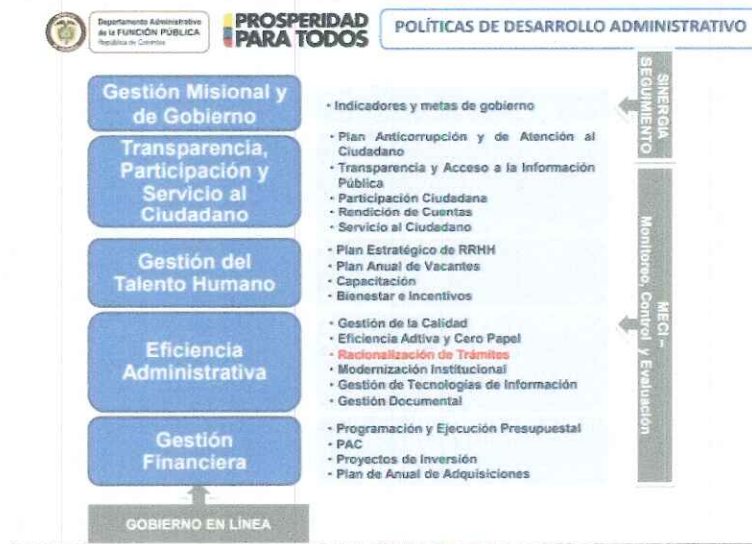 Departamento Administrativo
de la FUNCIÓN PÚBLICA
República de Colombia
PROSPERIDAD
PARA TODOS
POLÍTICAS DE DESARROLLO ADMINISTRATIVO
Gestión Misional y
de Gobierno
• Indicadores y metas de gobierno
SINERGIA
SEGUIMIENTO
Transparencia,
Participación y
Servicio al
Ciudadano
• Plan Anticorrupción y de Atención al
Ciudadano
• Transparencia y Acceso a la Información
Pública
• Participación Ciudadana
• Rendición de Cuentas
• Servicio al Ciudadano
Gestión del
Talento Humano
• Plan Estratégico de RRHH
• Plan Anual de Vacantes
• Capacitación
• Bienestar e Incentivos
MECI –
Monitoreo, Control y Evaluación
Eficiencia
Administrativa
• Gestión de la Calidad
• Eficiencia Adtiva y Cero Papel
• Racionalización de Trámites
• Modernización Institucional
• Gestión de Tecnologías de Información
• Gestión Documental
Gestión
Financiera
• Programación y Ejecución Presupuestal
• PAC
• Proyectos de Inversión
• Plan de Anual de Adquisiciones
GOBIERNO EN LÍNEA